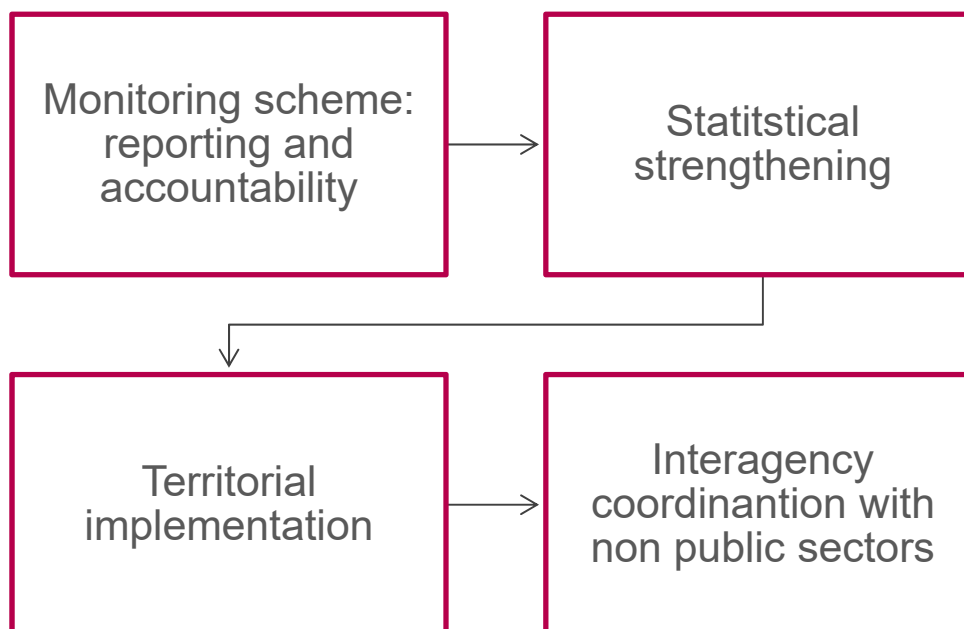 Monitoring scheme:
reporting and
accountability
Statitstical
strengthening
Territorial
implementation
Interagency
coordinantion with
non public sectors